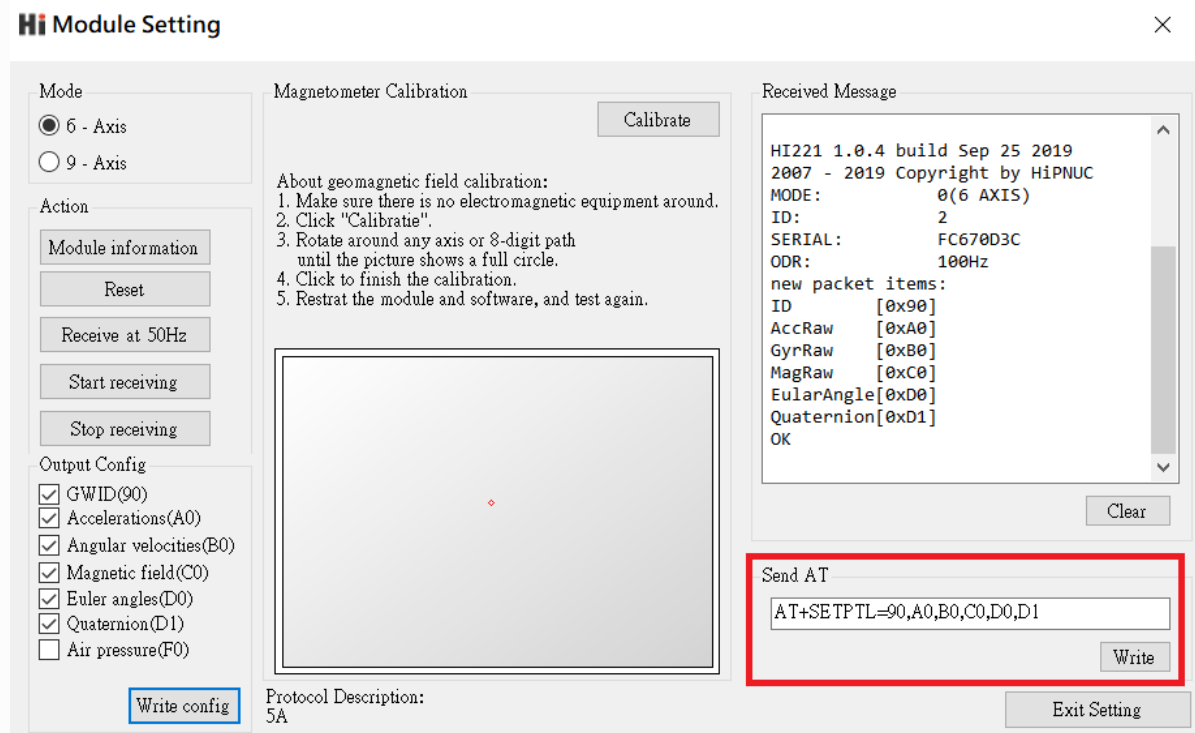 Hi Module Setting
Mode
6 - Axis
9 - Axis
Action
Module information
Reset
Receive at 50Hz
Start receiving
Stop receiving
Output Config
GWID(90)
Accelerations(A0)
Angular velocities(B0)
Magnetic field(C0)
Euler angles(D0)
Quaternion(D1)
Air pressure(F0)
Write config
Magnetometer Calibration
Calibrate
About geomagnetic field calibration:
1. Make sure there is no electromagnetic equipment around.
2. Click "Calibratie".
3. Rotate around any axis or 8-digit path
until the picture shows a full circle.
4. Click to finish the calibration.
5. Restrat the module and software, and test again.
Protocol Description:
5A
Received Message
HI221 1.0.4 build Sep 25 2019
2007 - 2019 Copyright by HiPNUC
MODE: 0(6 AXIS)
ID: 2
SERIAL: FC670D3C
ODR: 100Hz
new packet items:
ID [0x90]
AccRaw [0xA0]
GyrRaw [0xB0]
MagRaw [0xC0]
EularAngle[0xD0]
Quaternion[0xD1]
OK
Clear
Send AT
AT+SETPTL=90,A0,B0,C0,D0,D1
Write
Exit Setting